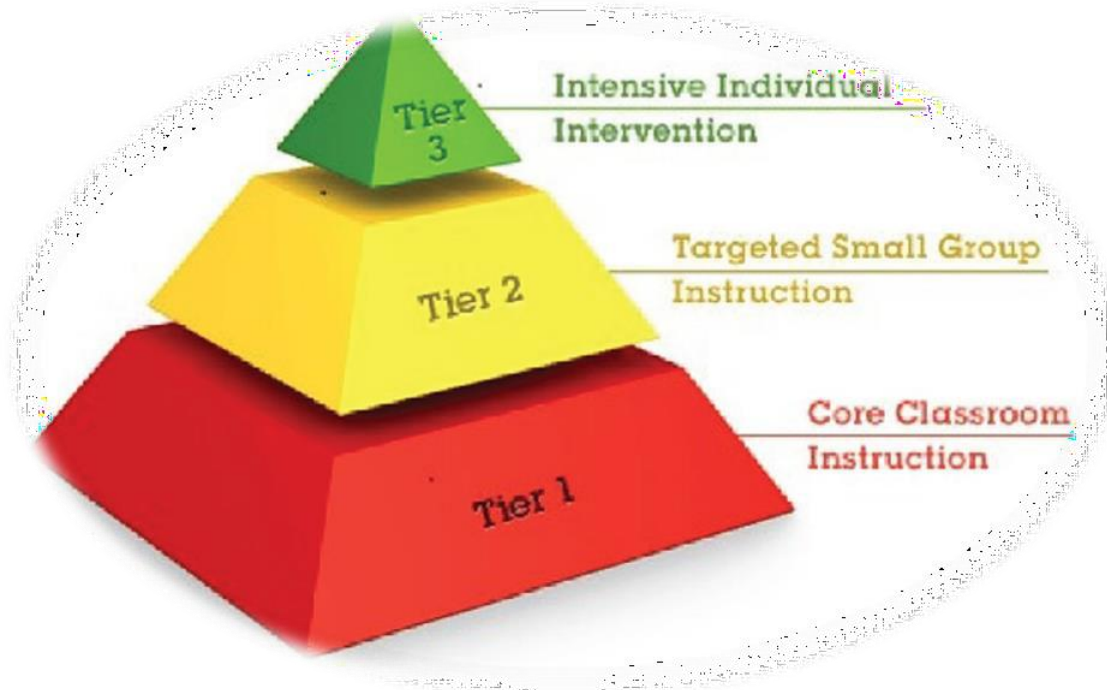 Tier
3
Intensive Individual
Intervention
Tier 2
Targeted Small Group
Instruction
Tier 1
Core Classroom
Instruction